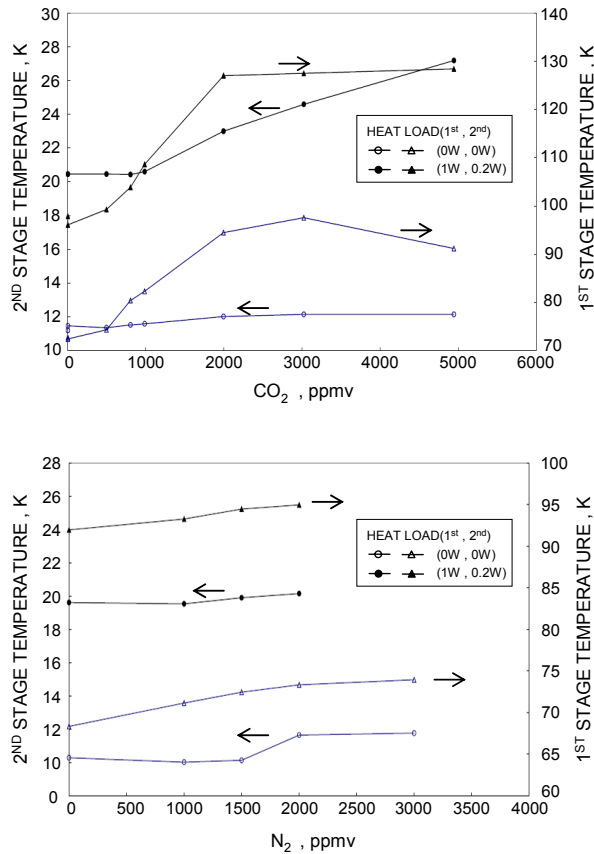 2ND STAGE TEMPERATURE , K
30
28
26
24
22
20
18
16
14
12
10
140
130
120
110
100
90
80
70
1ST STAGE TEMPERATURE , K
HEAT LOAD(1st , 2nd)
(0W , 0W)
(1W , 0.2W)
0 1000 2000 3000 4000 5000 6000
CO2 , ppmv
2ND STAGE TEMPERATURE , K
28
26
24
22
20
18
16
14
12
10
0
100
95
90
85
80
75
70
65
60
1ST STAGE TEMPERATURE , K
HEAT LOAD(1st , 2nd)
(0W , 0W)
(1W , 0.2W)
0 500 1000 1500 2000 2500 3000 3500 4000
N2 , ppmv